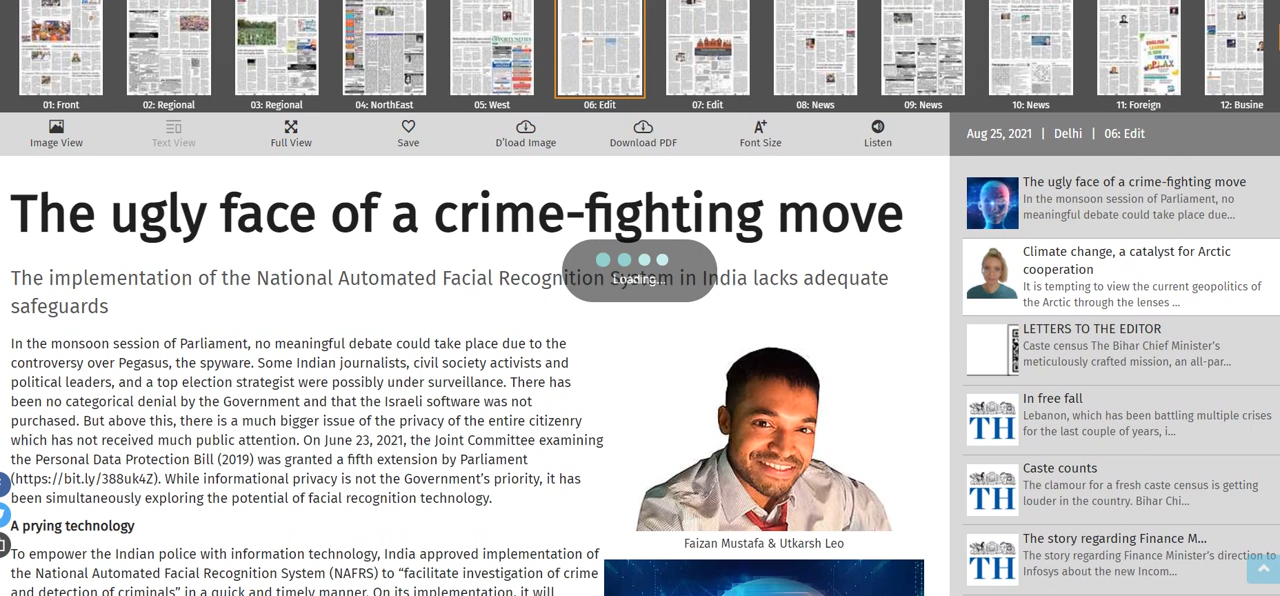 01: Front
02: Regional
03: Regional
04: NorthEast
05: West
06: Edit
07: Edit
08: News
09: News
10: News
11: Foreign
12: Busine
Image View
Text View
Full View
Save
D'load Image
Download PDF
Font Size
Listen
Aug 25, 2021 | Delhi | 06: Edit
The ugly face of a crime-fighting move
The implementation of the National Automated Facial Recognition System in India lacks adequate
safeguards
Loading...
In the monsoon session of Parliament, no meaningful debate could take place due to the
controversy over Pegasus, the spyware. Some Indian journalists, civil society activists and
political leaders, and a top election strategist were possibly under surveillance. There has
been no categorical denial by the Government and that the Israeli software was not
purchased. But above this, there is a much bigger issue of the privacy of the entire citizenry
which has not received much public attention. On June 23, 2021, the Joint Committee examining
the Personal Data Protection Bill (2019) was granted a fifth extension by Parliament
(https://bit.ly/388uk4Z). While informational privacy is not the Government's priority, it has
been simultaneously exploring the potential of facial recognition technology.
A prying technology
To empower the Indian police with information technology, India approved implementation of
the National Automated Facial Recognition System (NAFRS) to “facilitate investigation of crime
and detection of criminals” in a quick and timely manner. On its implementation, it will
Faizan Mustafa & Utkarsh Leo
The ugly face of a crime-fighting move
In the monsoon session of Parliament, no
meaningful debate could take place due...
Climate change, a catalyst for Arctic
cooperation
It is tempting to view the current geopolitics of
the Arctic through the lenses ...
LETTERS TO THE EDITOR
Caste census The Bihar Chief Minister's
meticulously crafted mission, an all-par...
In free fall
Lebanon, which has been battling multiple crises
for the last couple of years, i...
TH
Caste counts
The clamour for a fresh caste census is getting
louder in the country. Bihar Chi...
TH
The story regarding Finance M...
The story regarding Finance Minister's direction to
Infosys about the new Incom...
TH